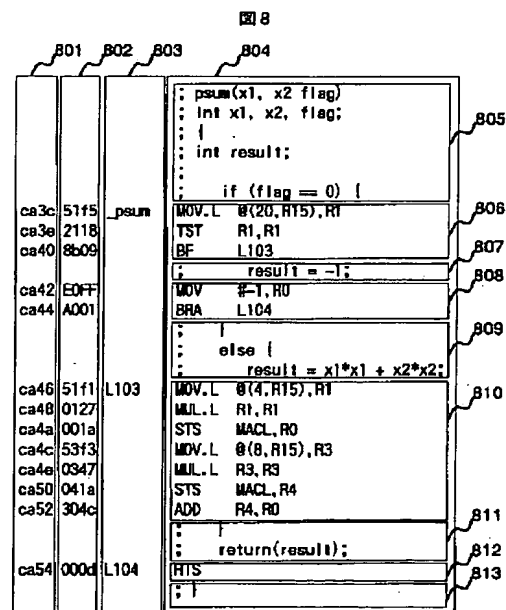 図8
801 802 803 804
; psum(x1, x2 flag)
; int x1, x2, flag;
; {
; int result;
;
; if (flag == 0) {
805
ca3c 51f5 _psum MOV.L @(20,R15),R1
806
ca3e 2118 TST R1,R1
ca40 8b09 BF L103
807
; result = -1;
808
ca42 E0FF MOV #-1,R0
ca44 A001 BRA L104
; }
809
; else {
; result = x1*x1 + x2*x2;
ca46 51f1 L103 MOV.L @(4,R15),R1
810
ca48 0127 MUL.L R1,R1
ca4a 001a STS MACL,R0
ca4c 53f3 MOV.L @(8,R15),R3
ca4e 0347 MUL.L R3,R3
ca50 041a STS MACL,R4
ca52 304c ADD R4,R0
; }
811
; return(result);
812
ca54 000d L104 RTS
813
; }